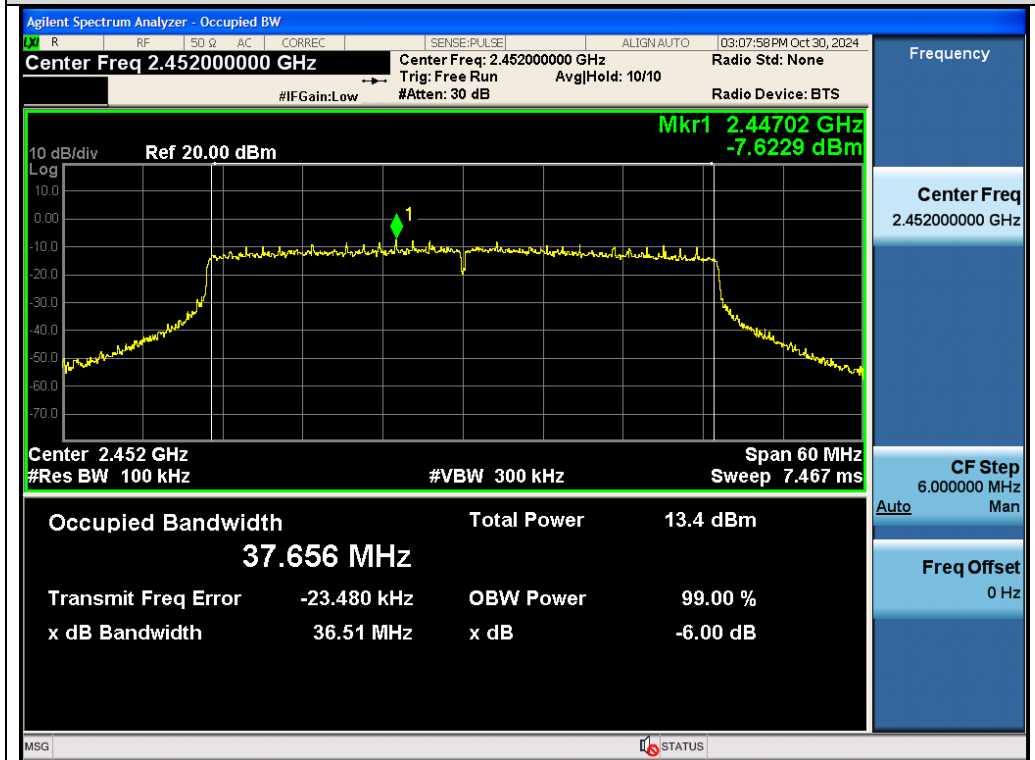 Agilent Spectrum Analyzer - Occupied BW
LXI R RF 50 Ω AC CORREC SENSE:PULSE ALIGN AUTO 03:07:58 PM Oct 30, 2024
Center Freq 2.452000000 GHz Center Freq: 2.452000000 GHz Radio Std: None
Trig: Free Run Avg|Hold: 10/10
#IFGain:Low #Atten: 30 dB Radio Device: BTS
Mkr1 2.44702 GHz
10 dB/div Ref 20.00 dBm -7.6229 dBm
Log
10.0
0.00
1
-10.0
-20.0
-30.0
-40.0
-50.0
-60.0
-70.0
Center 2.452 GHz Span 60 MHz
#Res BW 100 kHz #VBW 300 kHz Sweep 7.467 ms
Occupied Bandwidth Total Power 13.4 dBm
37.656 MHz
Transmit Freq Error -23.480 kHz OBW Power 99.00 %
x dB Bandwidth 36.51 MHz x dB -6.00 dB
MSG STATUS
Frequency
Center Freq
2.452000000 GHz
CF Step
6.000000 MHz
Auto Man
Freq Offset
0 Hz